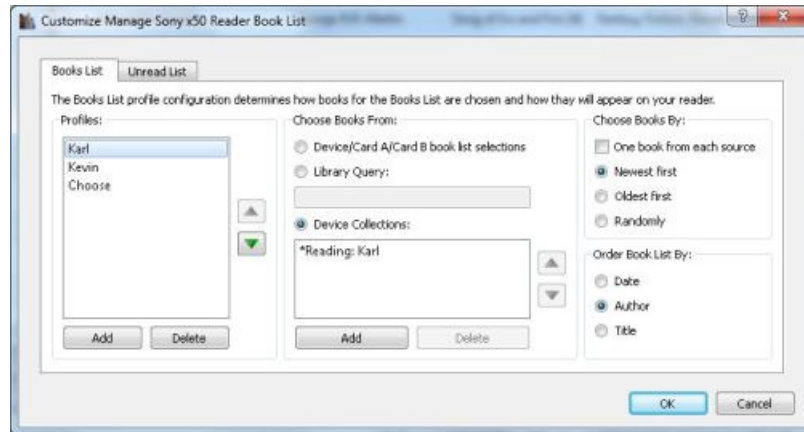 Customize Manage Sony x50 Reader Book List
Books List
Unread List
The Books List profile configuration determines how books for the Books List are chosen and how they will appear on your reader.
Profiles:
Karl
Kevin
Choose
Add
Delete
Choose Books From:
Device/Card A/Card B book list selections
Library Query:
Device Collections:
*Reading: Karl
Add
Delete
Choose Books By:
One book from each source
Newest first
Oldest first
Randomly
Order Book List By:
Date
Author
Title
OK
Cancel